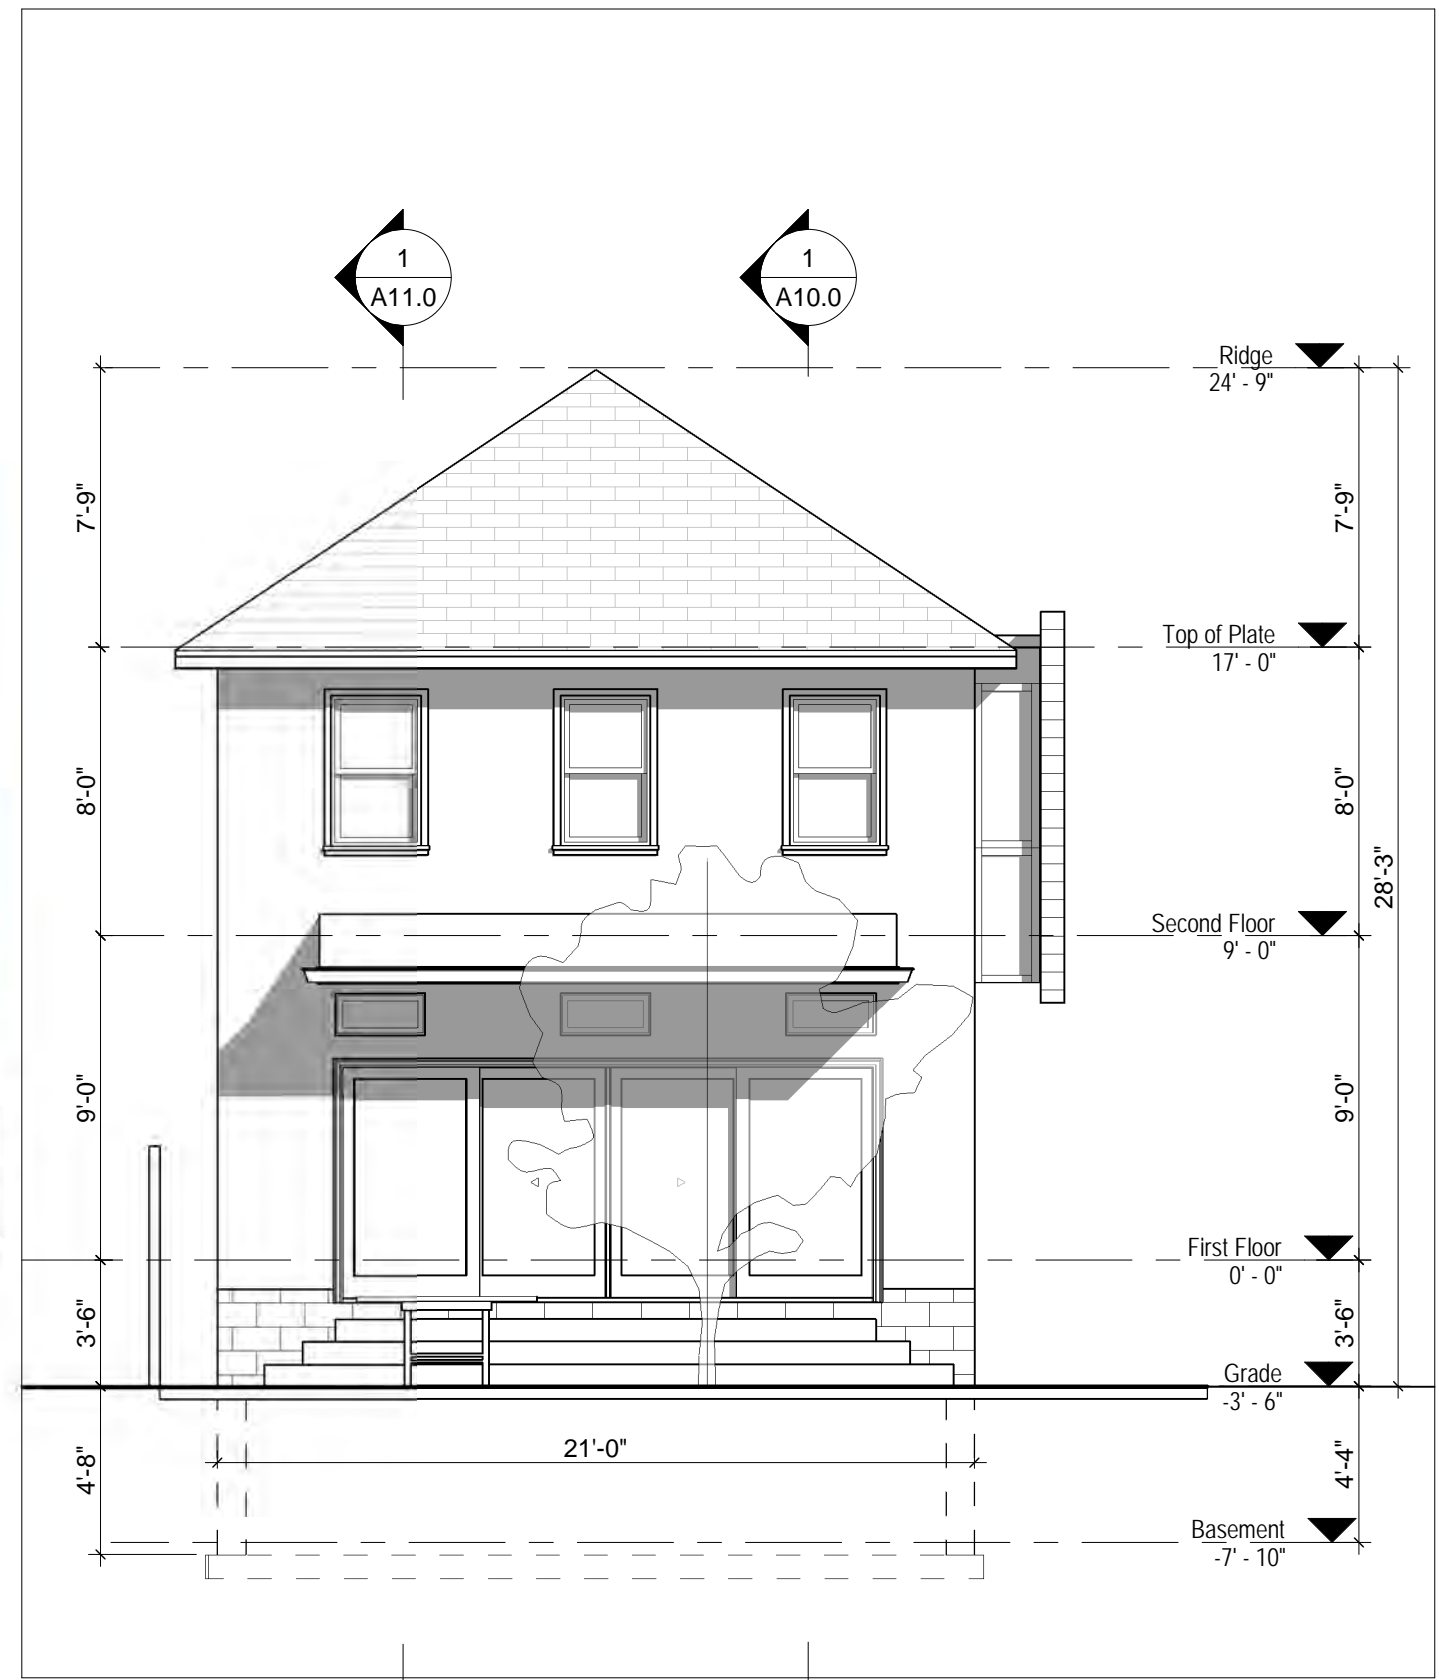 1
A11.0
1
A10.0
Ridge
24' - 9"
7'-9"
7'-9"
Top of Plate
17' - 0"
8'-0"
8'-0"
28'-3"
Second Floor
9' - 0"
9'-0"
9'-0"
First Floor
0' - 0"
3'-6"
3'-6"
Grade
-3' - 6"
21'-0"
4'-8"
4'-4"
Basement
-7' - 10"